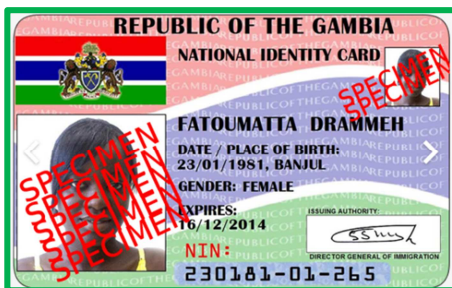 REPUBLIC OF THE GAMBIA
NATIONAL IDENTITY CARD
SPECIMEN
SPECIMEN
FATOUMATTA DRAMMEH
DATE / PLACE OF BIRTH:
23/01/1981, BANJUL
GENDER: FEMALE
EXPIRES:
16/12/2014
ISSUING AUTHORITY
DIRECTOR GENERAL OF IMMIGRATION
NIN:
230181-01-265
SPECIMEN
SPECIMEN
SPECIMEN
SPECIMEN
SPECIMEN